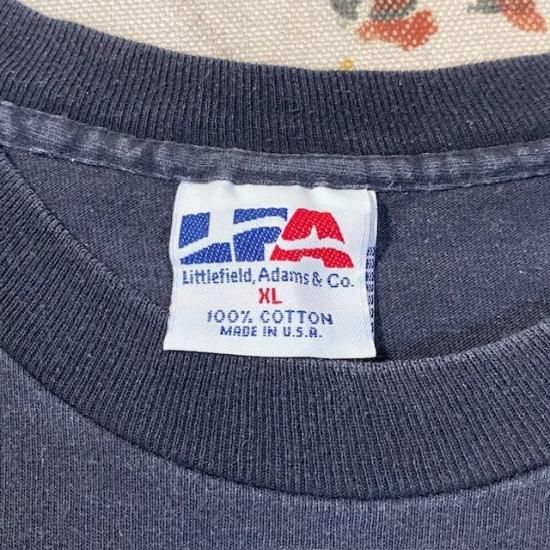 LFA
Littlefield, Adams & Co.
XL
100% COTTON
MADE IN U.S.A.